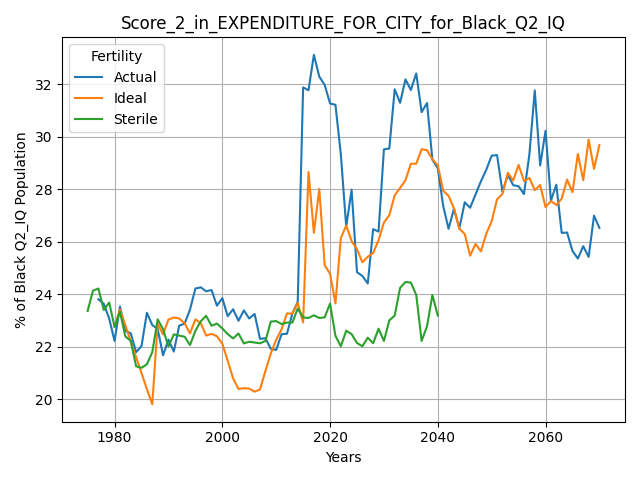 Score_2_in_EXPENDITURE_FOR_CITY_for_Black_Q2_IQ
Fertility
Actual
Ideal
Sterile
% of Black Q2_IQ Population
32
30
28
26
24
22
20
1980
2000
2020
2040
2060
Years